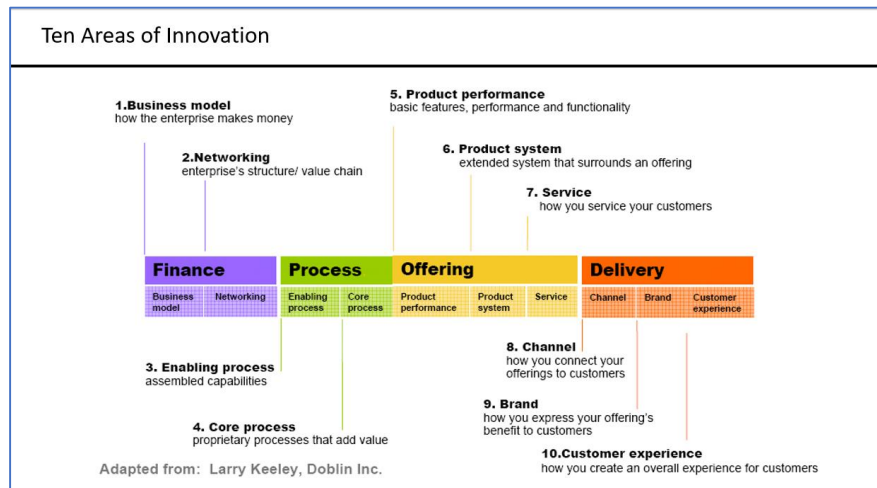 Ten Areas of Innovation
1.Business model
how the enterprise makes money
2.Networking
enterprise's structure/ value chain
5. Product performance
basic features, performance and functionality
6. Product system
extended system that surrounds an offering
7. Service
how you service your customers
Finance
Process
Offering
Delivery
Business
model
Networking
Enabling
process
Core
process
Product
performance
Product
system
Service
Channel
Brand
Customer
experience
3. Enabling process
assembled capabilities
4. Core process
proprietary processes that add value
8. Channel
how you connect your
offerings to customers
9. Brand
how you express your offering's
benefit to customers
10.Customer experience
how you create an overall experience for customers
Adapted from: Larry Keeley, Doblin Inc.